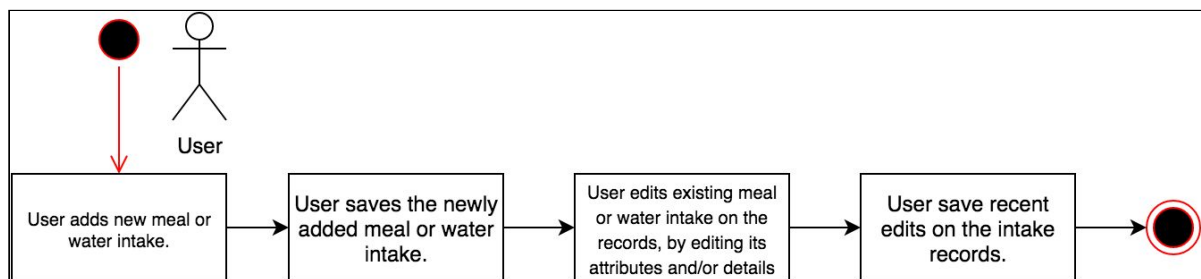 User
User adds new meal or
water intake.
User saves the newly
added meal or water
intake.
User edits existing meal
or water intake on the
records, by editing its
attributes and/or details
User save recent
edits on the intake
records.